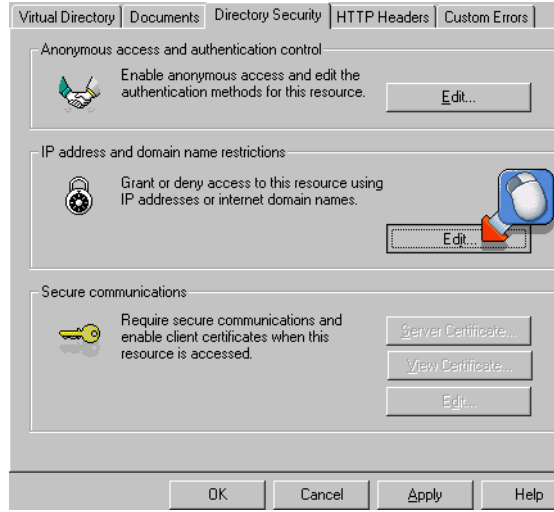 Virtual Directory Documents Directory Security HTTP Headers Custom Errors
Anonymous access and authentication control
Enable anonymous access and edit the
authentication methods for this resource.
Edit...
IP address and domain name restrictions
Grant or deny access to this resource using
IP addresses or internet domain names.
Edit...
Secure communications
Require secure communications and
enable client certificates when this
resource is accessed.
Server Certificate...
View Certificate...
Edit...
OK Cancel Apply Help